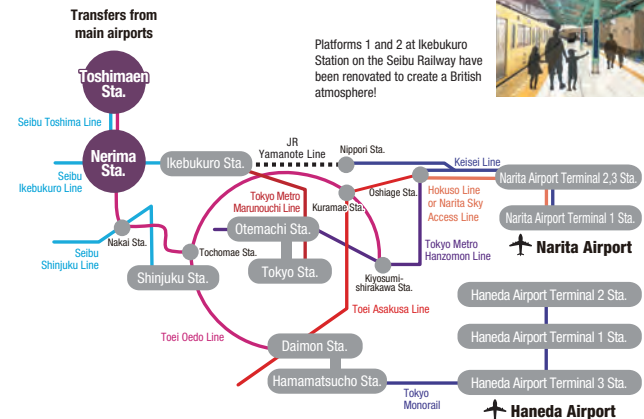 Transfers from
main airports
Platforms 1 and 2 at Ikebukuro
Station on the Seibu Railway have
been renovated to create a British
atmosphere!
Toshimaen
Sta.
Seibu Toshima Line
Nerima
Sta.
Seibu
Ikebukuro Line
Ikebukuro Sta.
JR
Yamanote Line
Nippori Sta.
Keisei Line
Narita Airport Terminal 2,3 Sta.
Oshiage Sta.
Hokuso Line
or Narita Sky
Access Line
Narita Airport Terminal 1 Sta.
Narita Airport
Tokyo Metro
Marunouchi Line
Kuramae Sta.
Otemachi Sta.
Tokyo Metro
Hanzomon Line
Nakai Sta.
Seibu
Shinjuku Line
Tochomae Sta.
Shinjuku Sta.
Tokyo Sta.
Kiyosumi-
shirakawa Sta.
Toei Asakusa Line
Toei Oedo Line
Daimon Sta.
Hamamatsucho Sta.
Tokyo
Monorail
Haneda Airport Terminal 2 Sta.
Haneda Airport Terminal 1 Sta.
Haneda Airport Terminal 3 Sta.
Haneda Airport